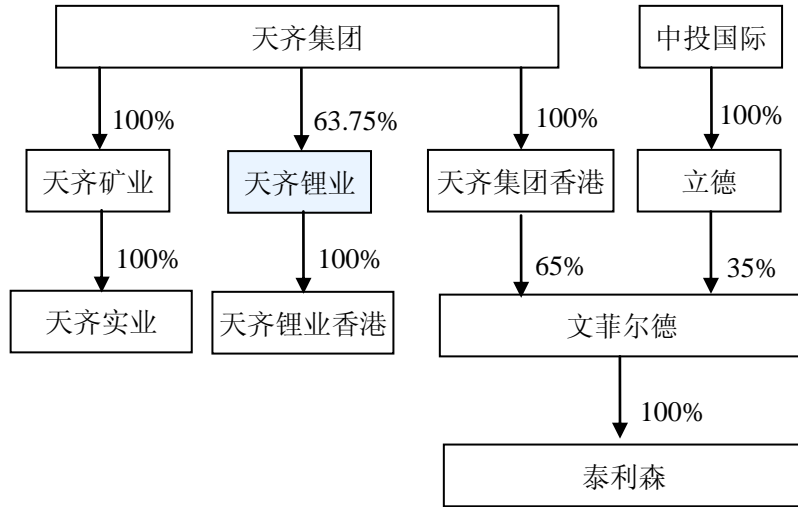 天齐集团
中投国际
100%
63.75%
100%
100%
天齐矿业
天齐锂业
天齐集团香港
立德
100%
100%
65%
35%
天齐实业
天齐锂业香港
文菲尔德
100%
泰利森